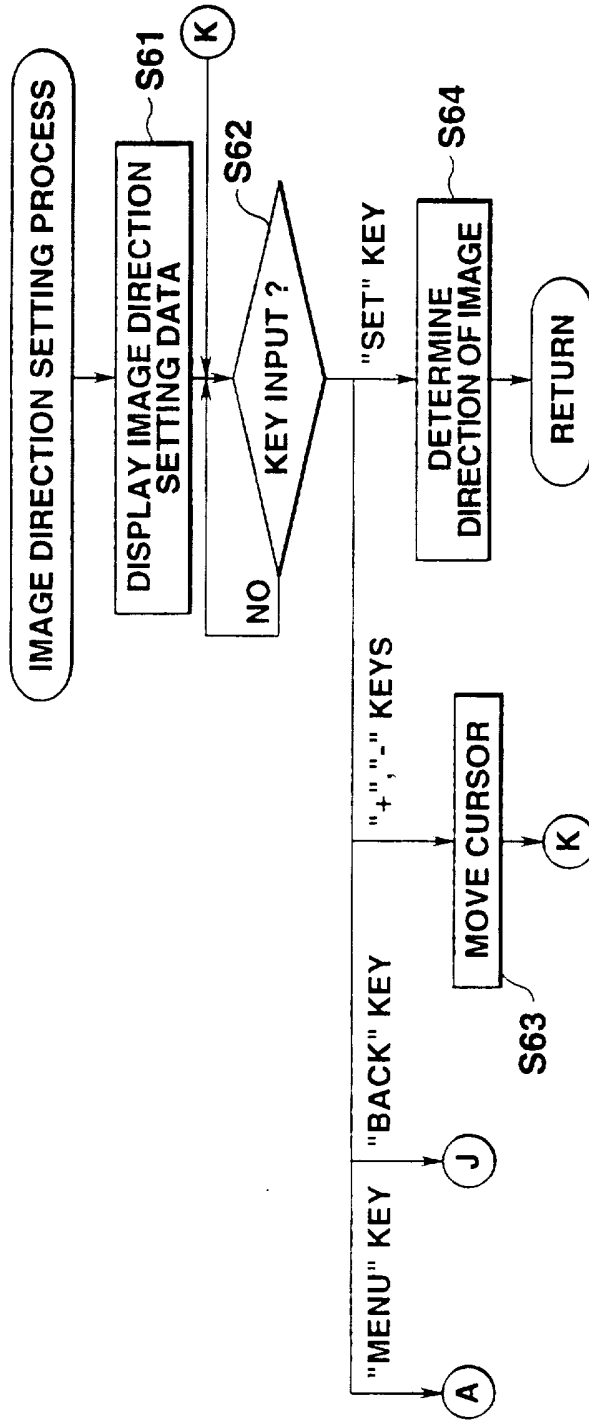 IMAGE DIRECTION SETTING PROCESS
DISPLAY IMAGE DIRECTION
SETTING DATA
S61
K
S62
KEY INPUT ?
NO
"MENU" KEY
"BACK" KEY
"+","-" KEYS
"SET" KEY
A
J
MOVE CURSOR
S63
K
DETERMINE
DIRECTION OF IMAGE
S64
RETURN